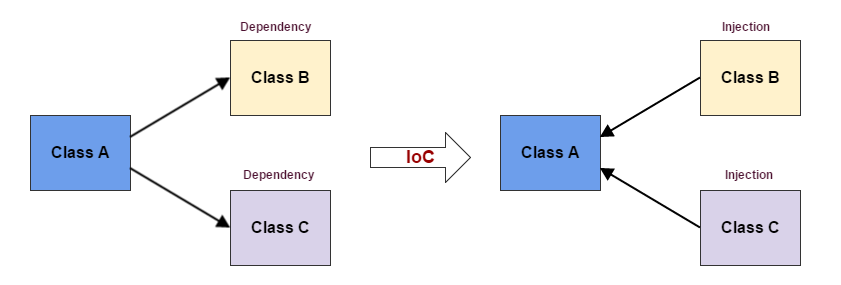 Dependency
Class B
Class A
Dependency
Class C
IoC
Injection
Class B
Class A
Injection
Class C